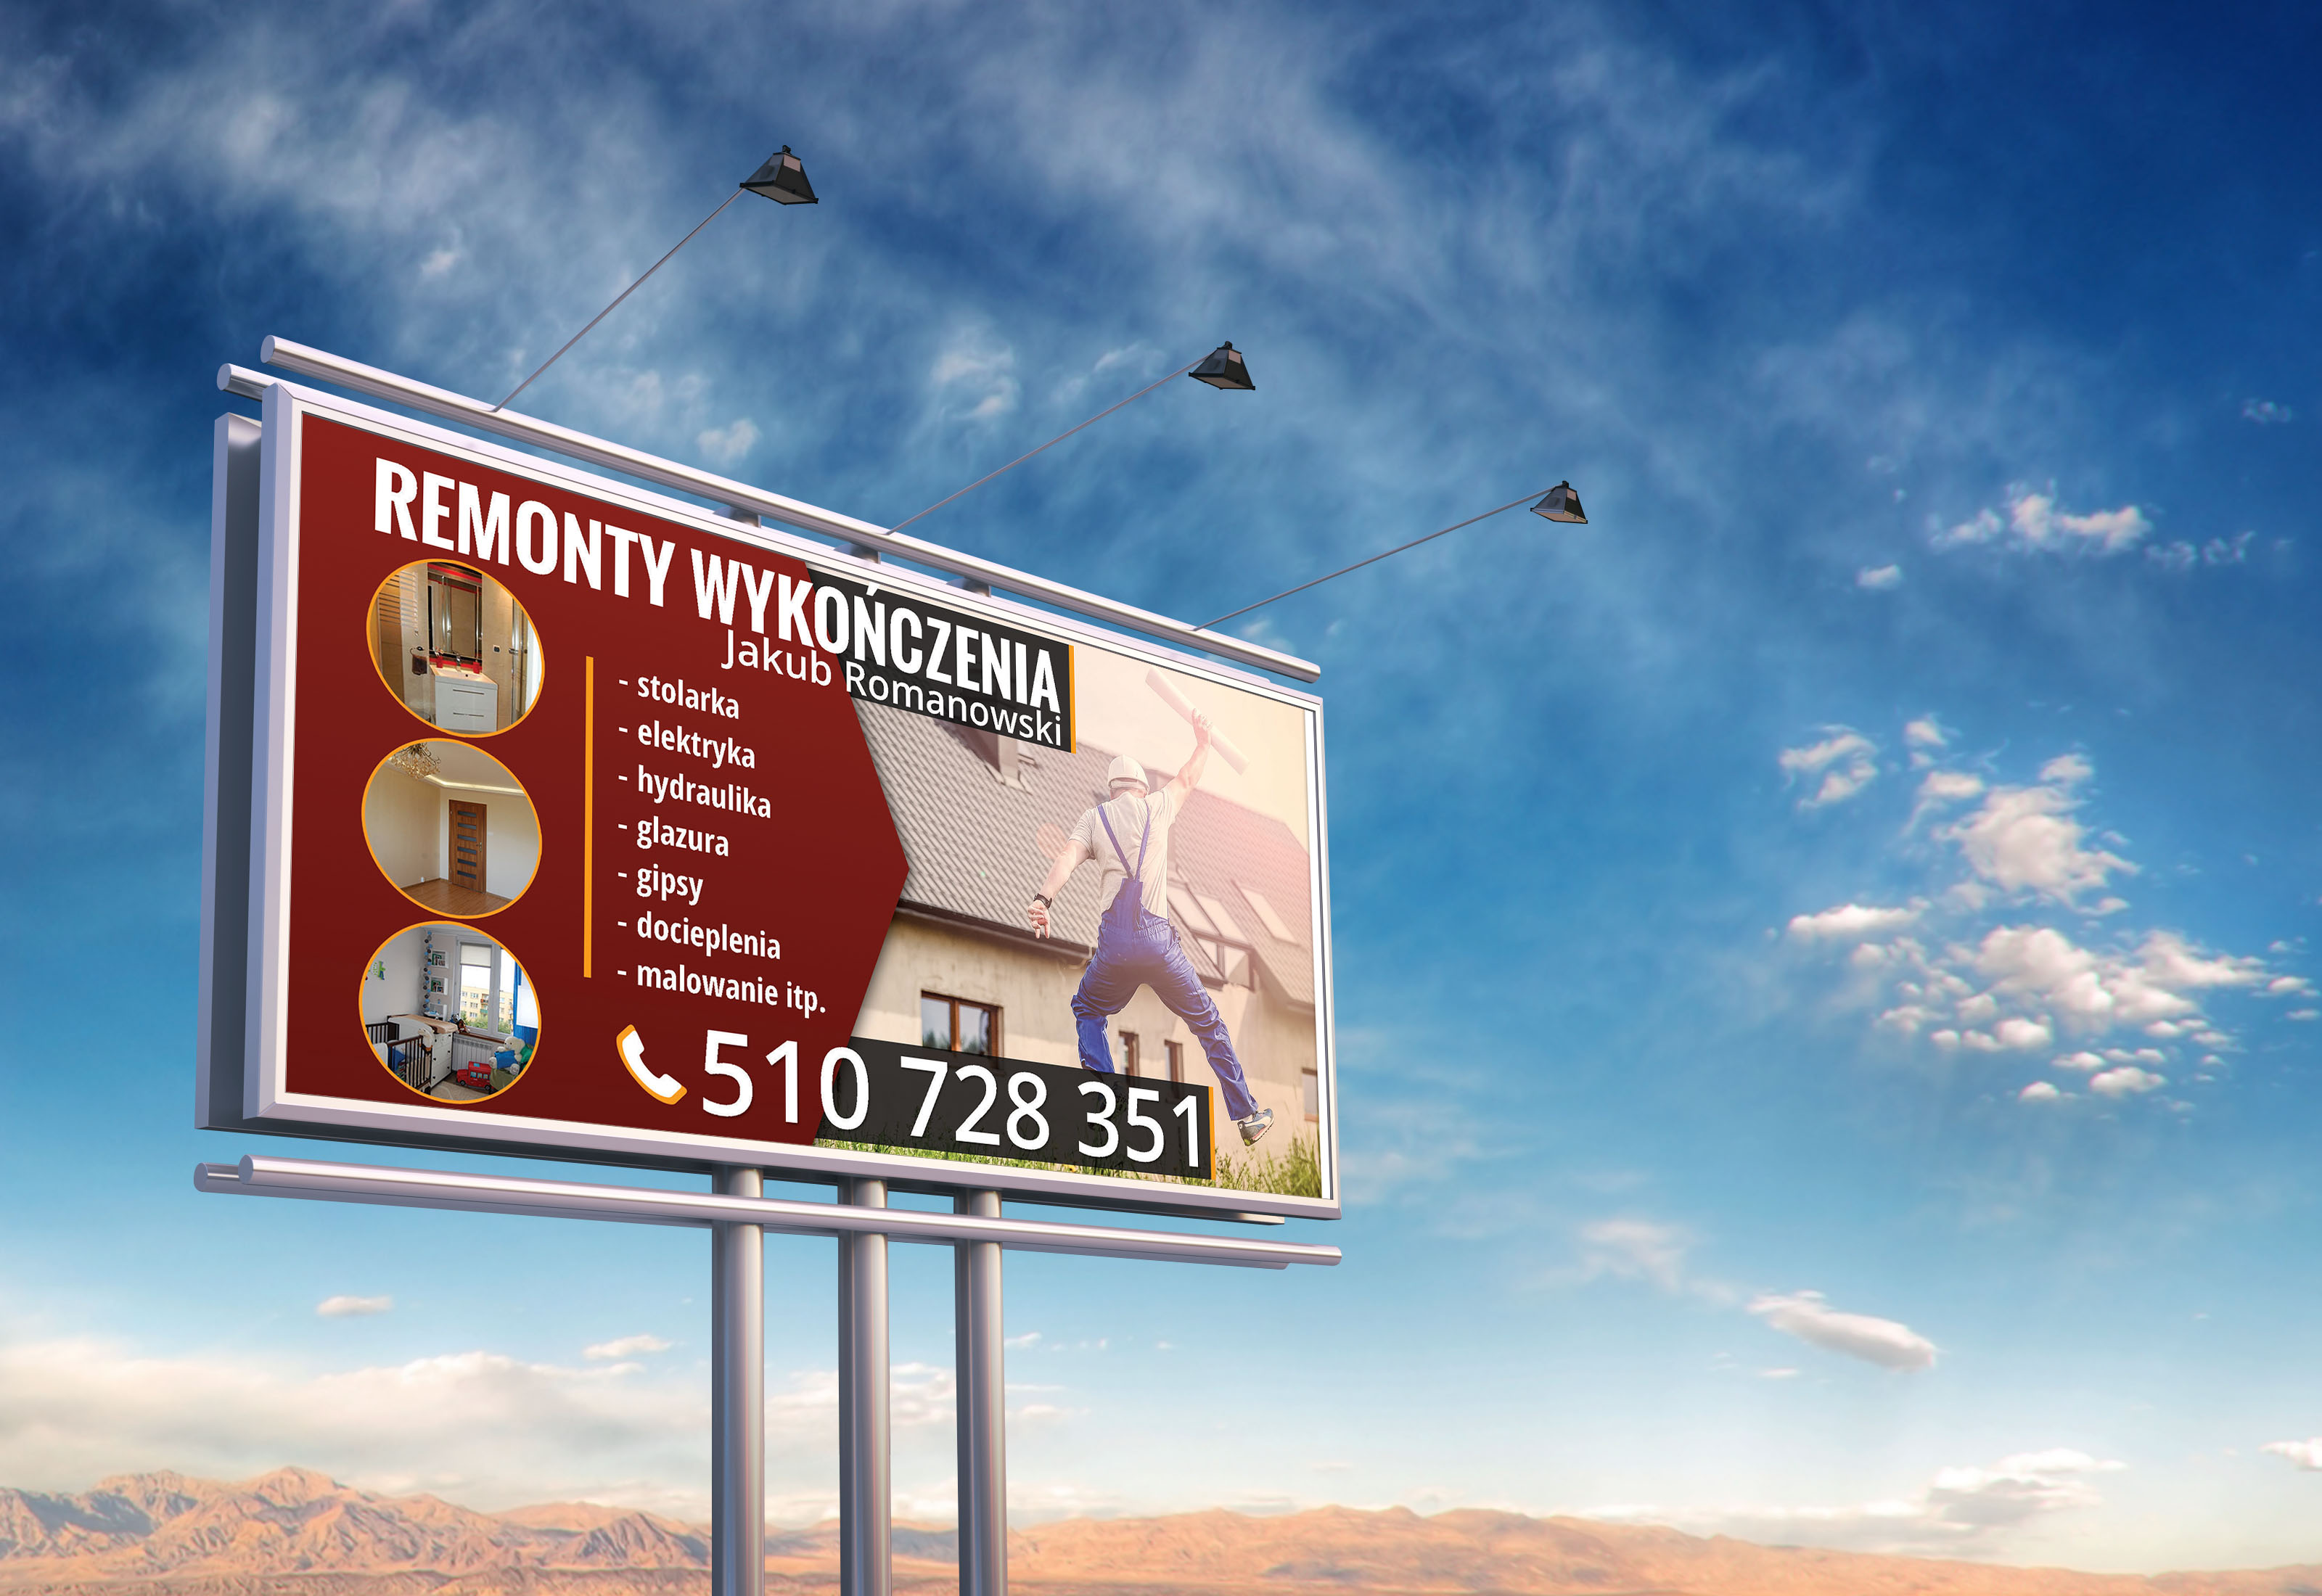 REMONTY WYKOŃCZENIA
Jakub Romanowski
- stolarka
- elektryka
- hydraulika
- glazura
- gipsy
- docieplenia
- malowanie itp.
510 728 351